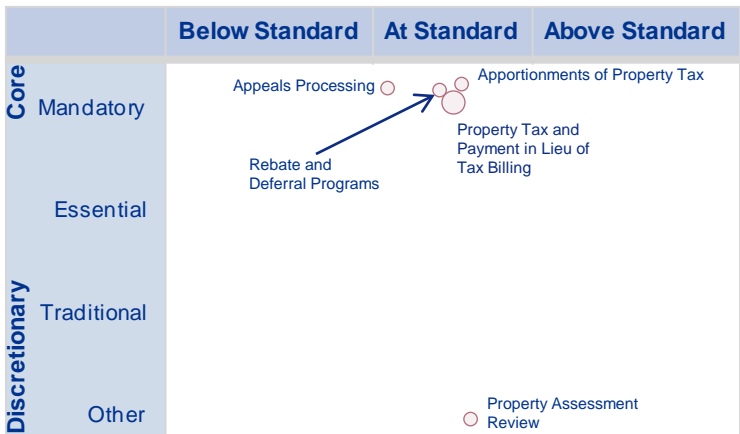 Below Standard
At Standard
Above Standard
Core
Mandatory
Appeals Processing
Apportionments of Property Tax
Property Tax and
Payment in Lieu of
Tax Billing
Rebate and
Deferral Programs
Essential
Discretionary
Traditional
Other
Property Assessment
Review